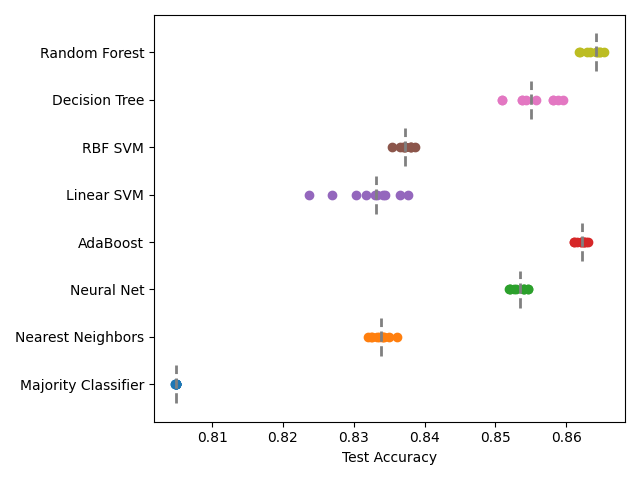 Random Forest
Decision Tree
RBF SVM
Linear SVM
AdaBoost
Neural Net
Nearest Neighbors
Majority Classifier
0.81 0.82 0.83 0.84 0.85 0.86
Test Accuracy